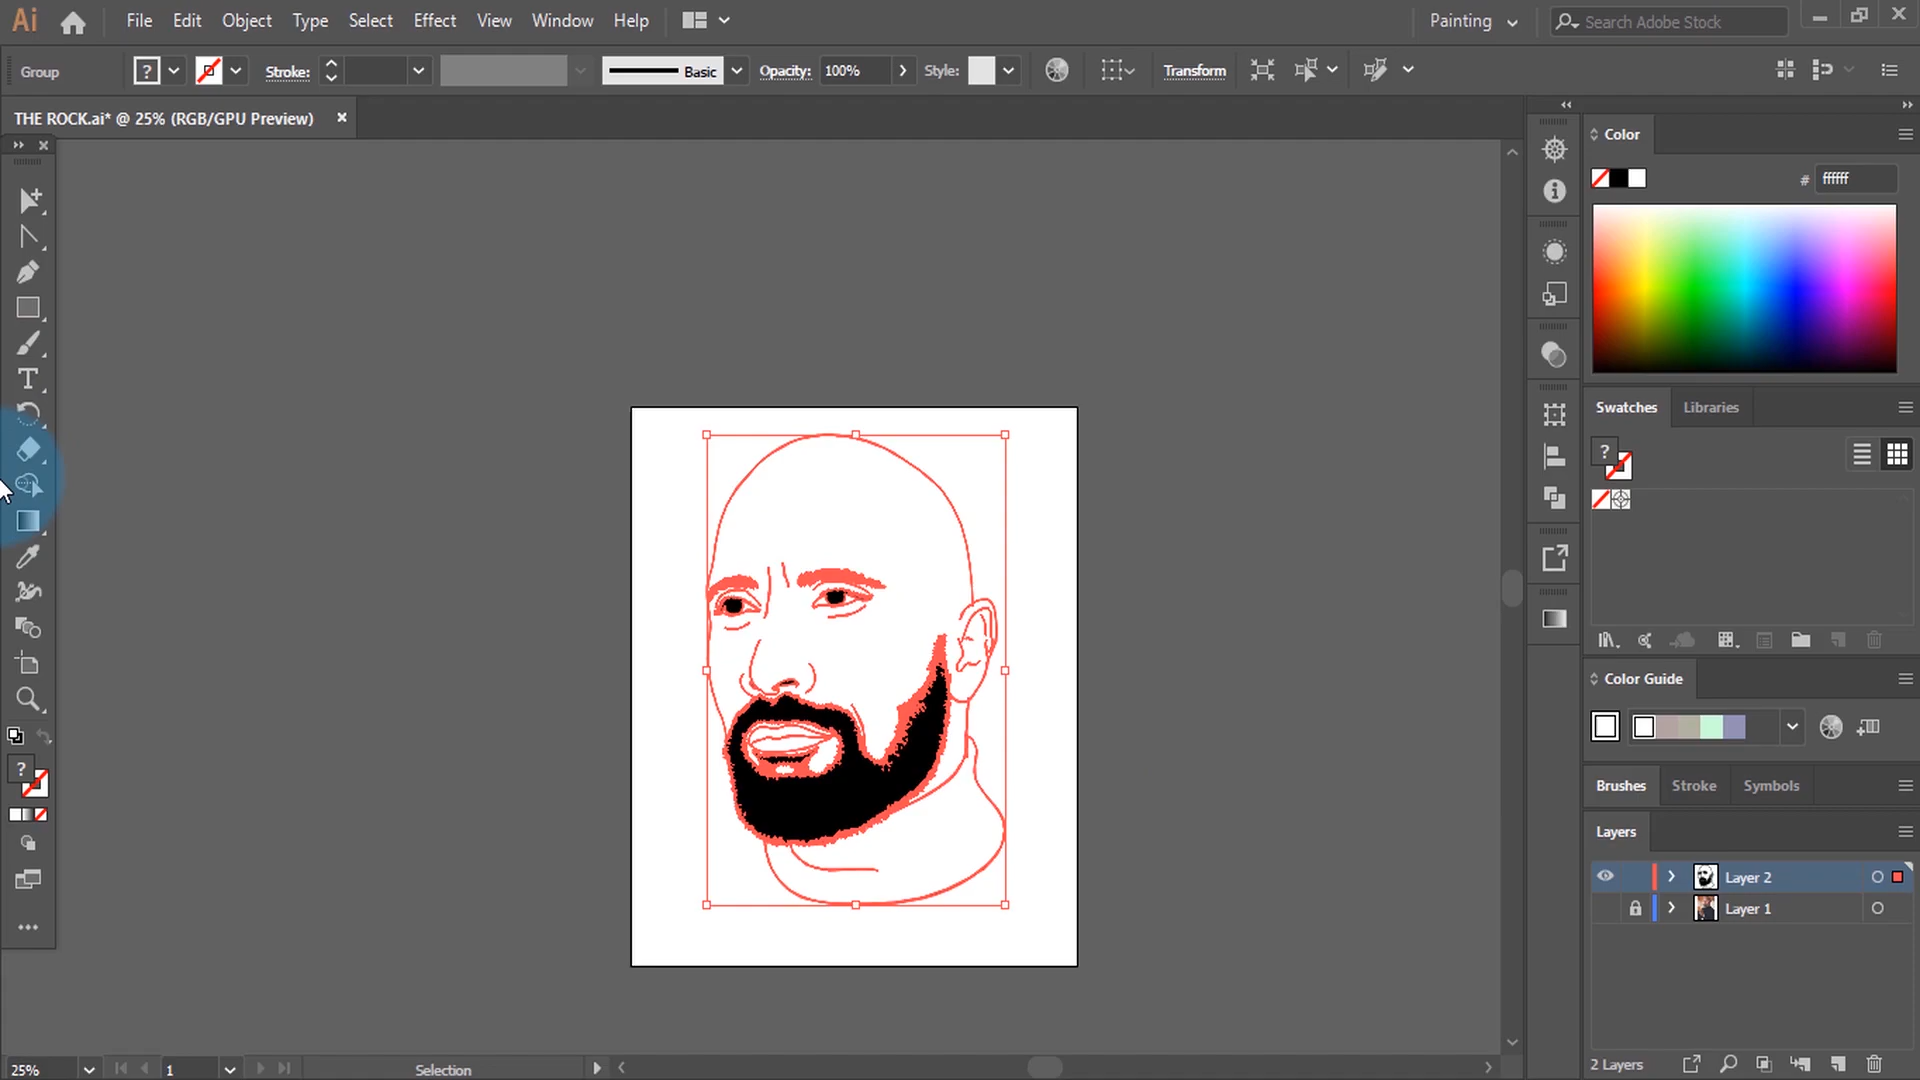 Ai File Edit Object Type Select Effect View Window Help Painting Search Adobe Stock
Group ? Stroke: Basic Opacity: 100% Style: Transform
THE ROCK.ai* @ 25% (RGB/GPU Preview)
Color
# ffffff
T
Swatches Libraries
?
Color Guide
?
Brushes Stroke Symbols
Layers
Layer 2
Layer 1
25% 1 Selection 2 Layers